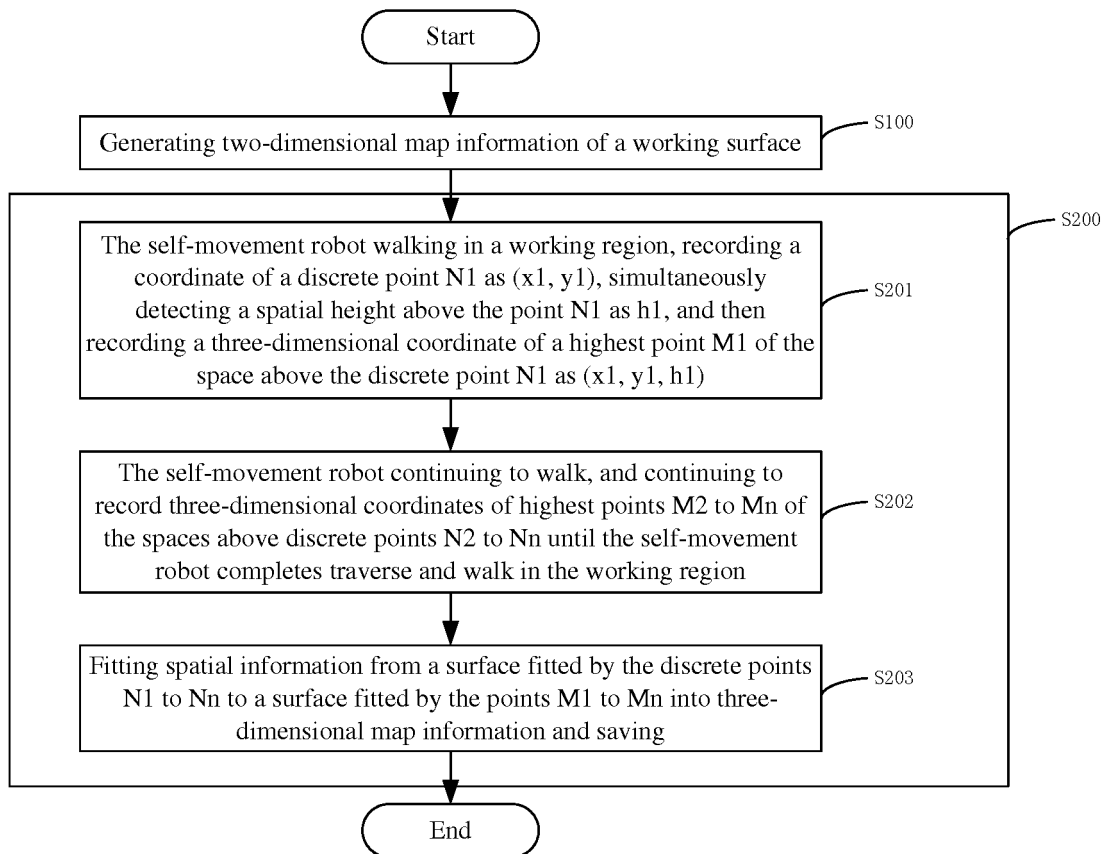 Start
Generating two-dimensional map information of a working surface
S100
S200
The self-movement robot walking in a working region, recording a
coordinate of a discrete point N1 as (x1, y1), simultaneously
detecting a spatial height above the point N1 as h1, and then
recording a three-dimensional coordinate of a highest point M1 of the
space above the discrete point N1 as (x1, y1, h1)
S201
The self-movement robot continuing to walk, and continuing to
record three-dimensional coordinates of highest points M2 to Mn of
the spaces above discrete points N2 to Nn until the self-movement
robot completes traverse and walk in the working region
S202
Fitting spatial information from a surface fitted by the discrete points
N1 to Nn to a surface fitted by the points M1 to Mn into three-
dimensional map information and saving
S203
End